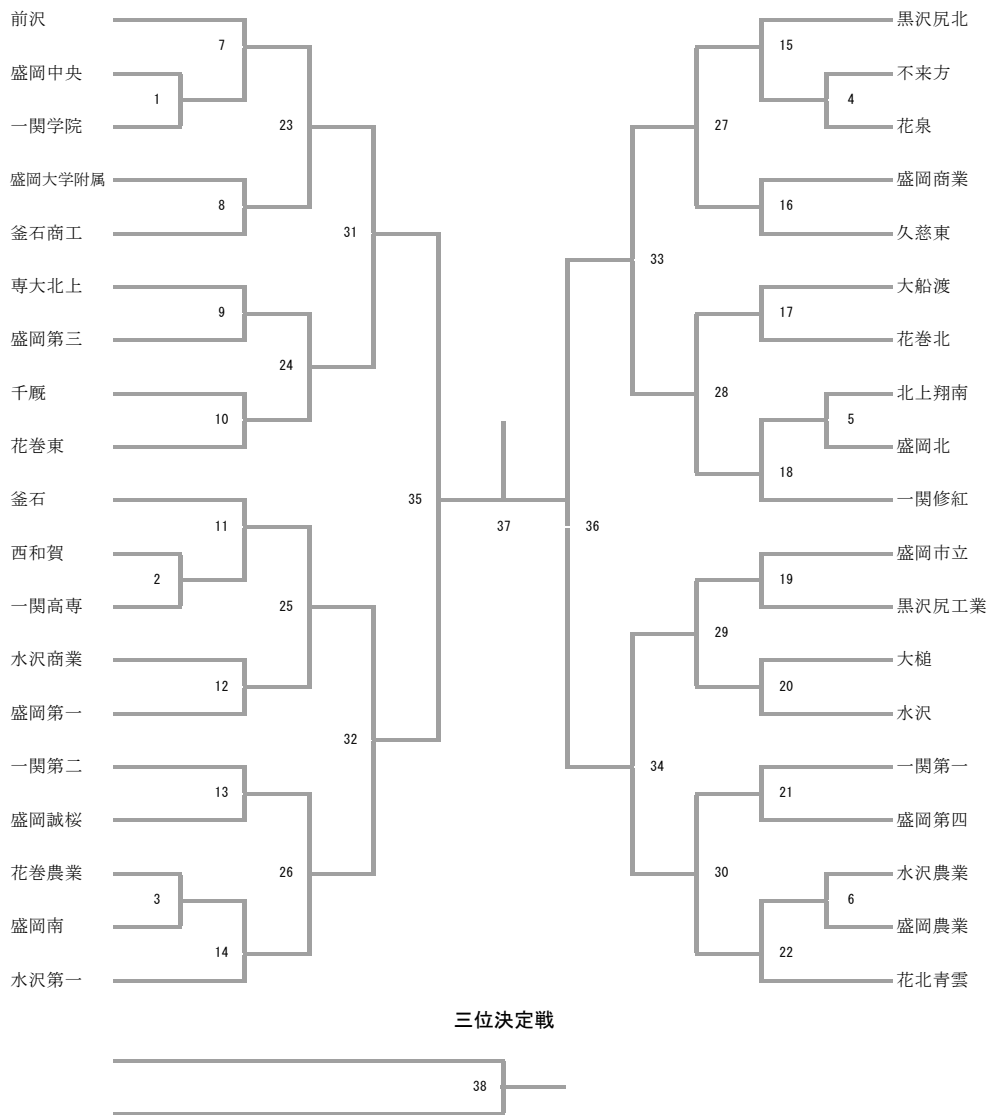 前沢
7
盛岡中央
1
一関学院
23
盛岡大学附属
8
釜石商工
31
専大北上
9
盛岡第三
24
千厩
10
花巻東
35
釜石
11
西和賀
2
一関高専
25
水沢商業
12
盛岡第一
32
一関第二
13
盛岡誠桜
花巻農業
26
3
盛岡南
14
水沢第一
37
黒沢尻北
15
不来方
4
花泉
27
盛岡商業
16
久慈東
33
大船渡
17
花巻北
28
北上翔南
5
盛岡北
18
一関修紅
36
盛岡市立
19
黒沢尻工業
29
大槌
20
水沢
34
一関第一
21
盛岡第四
水沢農業
30
6
盛岡農業
22
花北青雲
三位決定戦
38